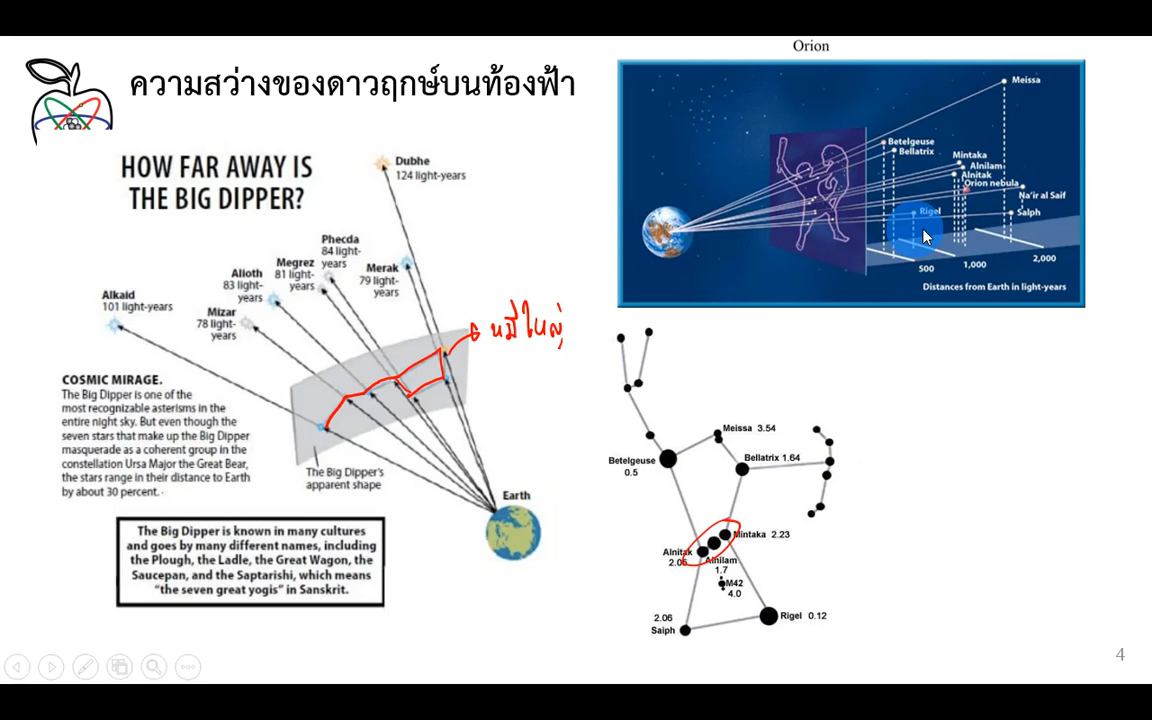 ความสว่างของดาวฤกษ์บนท้องฟ้า
HOW FAR AWAY IS
THE BIG DIPPER?
Dubhe
124 light-years
Phecda
84 light-
years
Megrez
81 light-
years
Merak
79 light-
years
Alioth
83 light-
years
Alkaid
101 light-years
Mizar
78 light-
years
หมีใหญ่
COSMIC MIRAGE.
The Big Dipper is one of the
most recognizable asterisms in the
entire night sky. But even though the
seven stars that make up the Big Dipper
masquerade as a coherent group in the
constellation Ursa Major the Great Bear,
the stars range in their distance to Earth
by about 30 percent.
The Big Dipper's
apparent shape
Earth
The Big Dipper is known in many cultures
and goes by many different names, including
the Plough, the Ladle, the Great Wagon, the
Saucepan, and the Saptarishi, which means
"the seven great yogis" in Sanskrit.
Orion
Meissa
Betelgeuse
Bellatrix
Mintaka
Alnilam
Alnitak
Orion nebula
Na'ir al Saif
Rigel
Saiph
500
1,000
2,000
Distances from Earth in light-years
Meissa 3.54
Betelgeuse
0.5
Bellatrix 1.64
Mintaka 2.23
Alnitak
2.05
Alnilam
1.7
M42
4.0
2.06
Saiph
Rigel 0.12
4